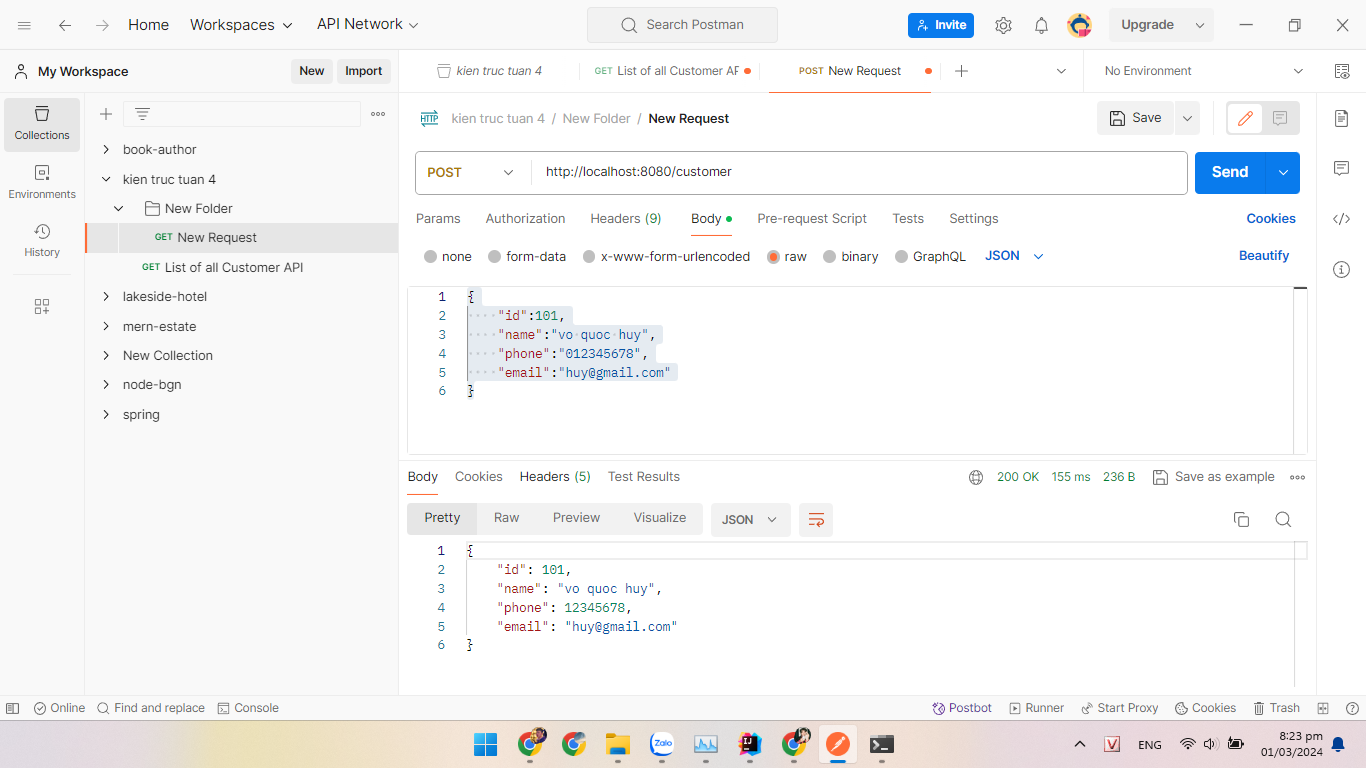 Home Workspaces API Network Search Postman Invite Upgrade
My Workspace New Import kien truc tuan 4 GET List of all Customer AP POST New Request No Environment
Collections
Environments
History
book-author
kien truc tuan 4
New Folder
GET New Request
GET List of all Customer API
lakeside-hotel
mern-estate
New Collection
node-bgn
spring
HTTP kien truc tuan 4 / New Folder / New Request Save
POST http://localhost:8080/customer Send
Params Authorization Headers (9) Body Pre-request Script Tests Settings Cookies
none form-data x-www-form-urlencoded raw binary GraphQL JSON Beautify
1 {
2 ····"id":101,
3 ····"name":"vo·quoc·huy",
4 ····"phone":"012345678",
5 ····"email":"huy@gmail.com"
6 }
Body Cookies Headers (5) Test Results 200 OK 155 ms 236 B Save as example
Pretty Raw Preview Visualize JSON
1 {
2 "id": 101,
3 "name": "vo quoc huy",
4 "phone": 12345678,
5 "email": "huy@gmail.com"
6 }
Online Find and replace Console Postbot Runner Start Proxy Cookies Trash
Zalo IJ V ENG 8:23 pm
01/03/2024